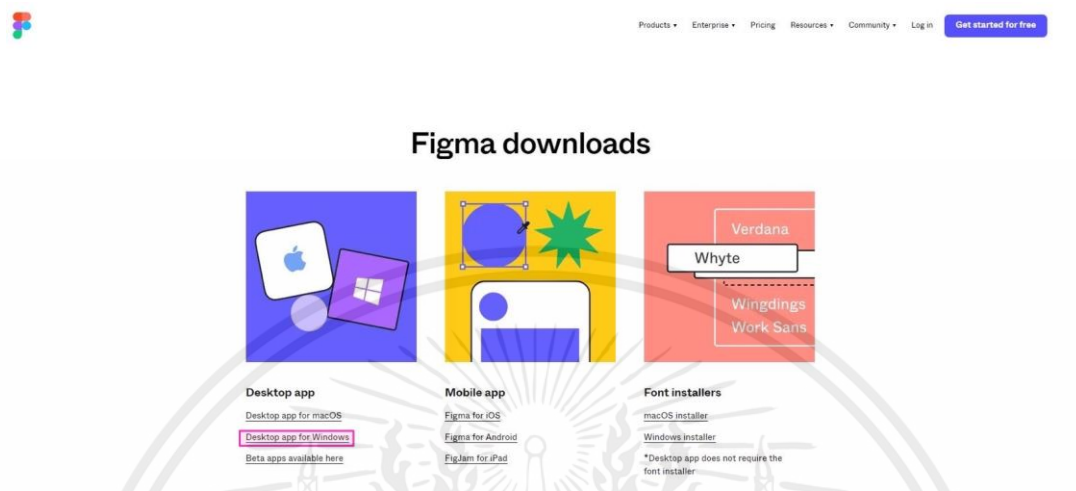 Products Enterprise Pricing Resources Community Log in Get started for free
Figma downloads
Verdana
Whyte
Wingdings
Work Sans
Desktop app
Desktop app for macOS
Desktop app for Windows
Beta apps available here
Mobile app
Figma for iOS
Figma for Android
FigJam for iPad
Font installers
macOS installer
Windows installer
*Desktop app does not require the
font installer